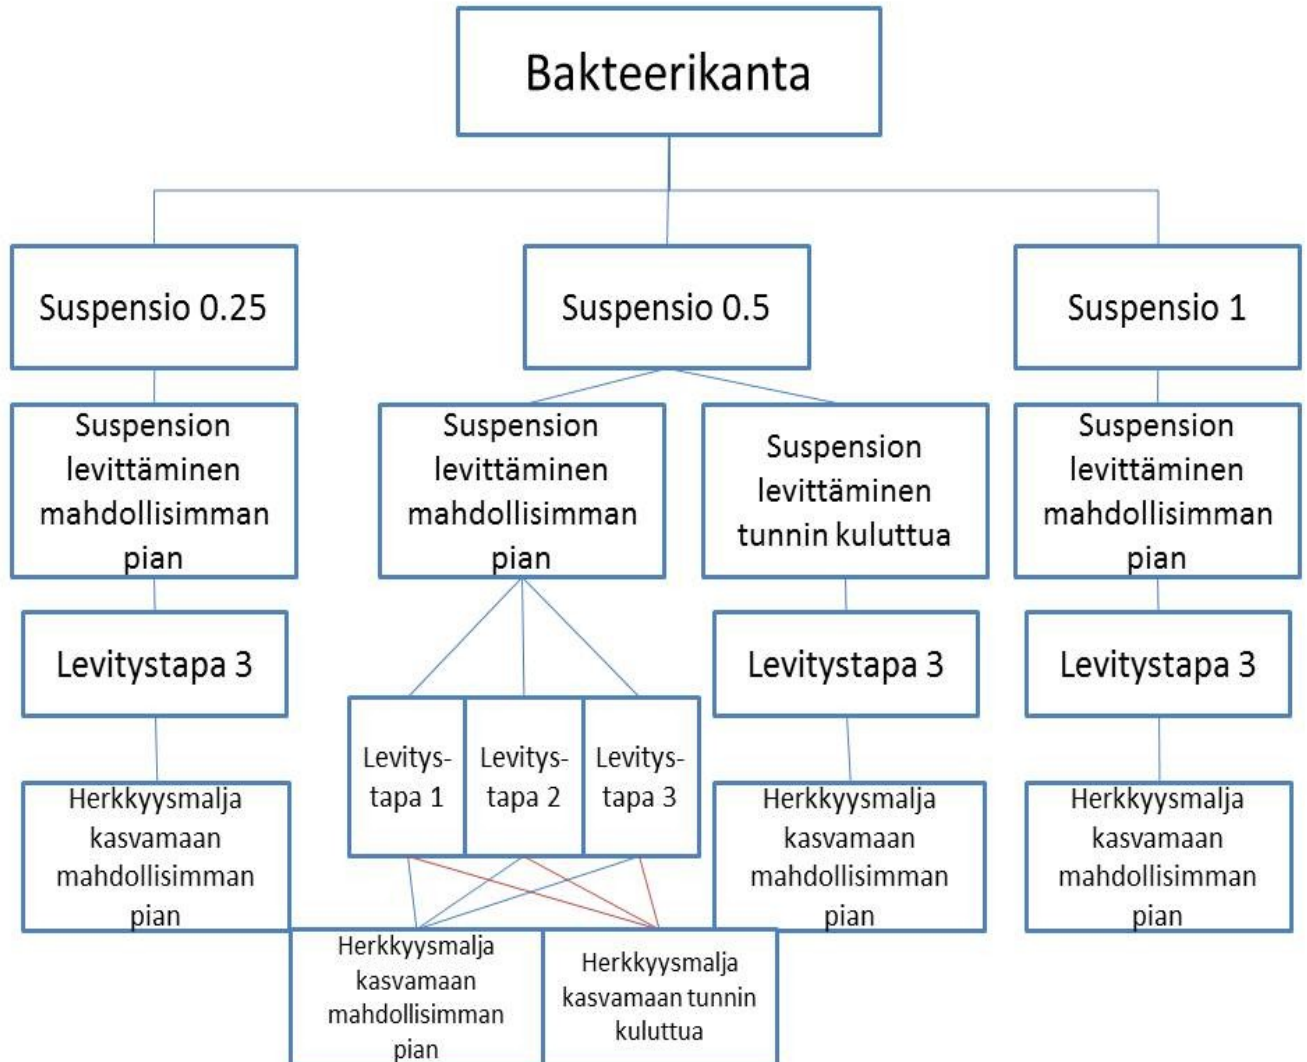 Bakteerikanta
Suspensio 0.25
Suspensio 0.5
Suspensio 1
Suspension
levittäminen
mahdollisimman
pian
Suspension
levittäminen
mahdollisimman
pian
Suspension
levittäminen
tunnin kuluttua
Suspension
levittäminen
mahdollisimman
pian
Levitystapa 3
Levitys-
tapa 1
Levitys-
tapa 2
Levitys-
tapa 3
Levitystapa 3
Levitystapa 3
Herkkyysmalja
kasvamaan
mahdollisimman
pian
Herkkyysmalja
kasvamaan
mahdollisimman
pian
Herkkyysmalja
kasvamaan tunnin
kuluttua
Herkkyysmalja
kasvamaan
mahdollisimman
pian
Herkkyysmalja
kasvamaan
mahdollisimman
pian